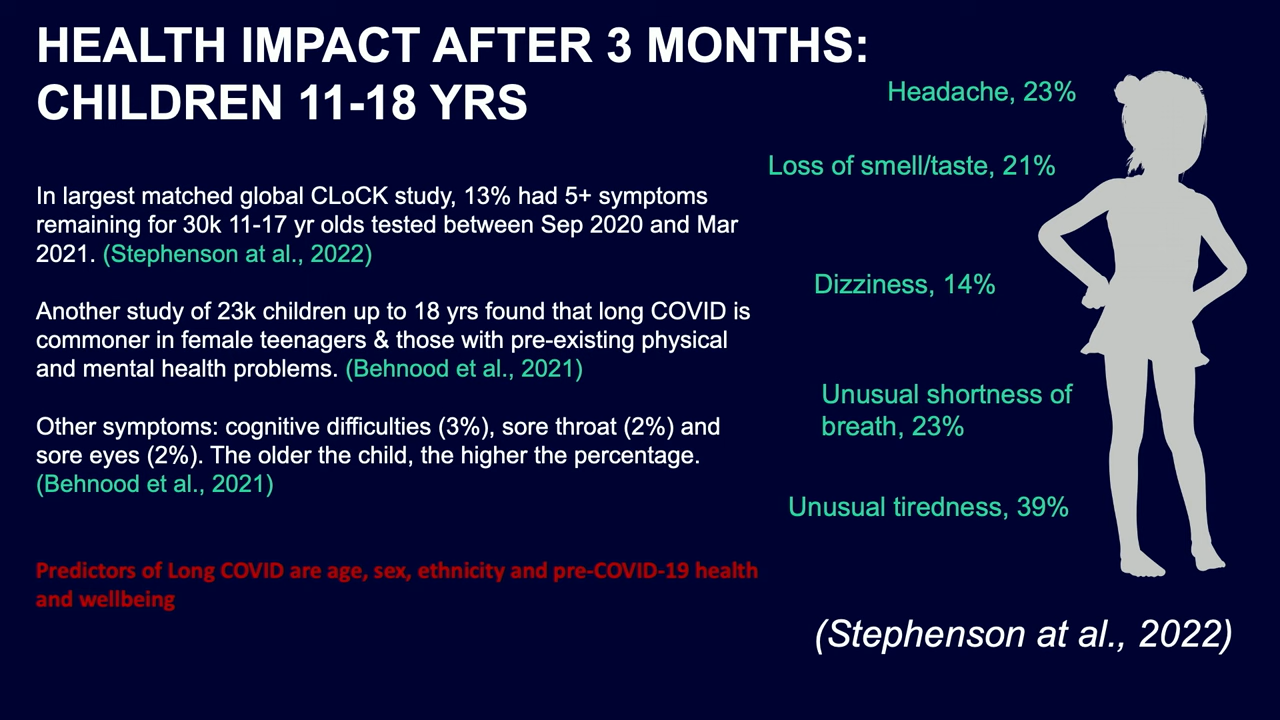 HEALTH IMPACT AFTER 3 MONTHS:
CHILDREN 11-18 YRS
In largest matched global CLoCK study, 13% had 5+ symptoms
remaining for 30k 11-17 yr olds tested between Sep 2020 and Mar
2021. (Stephenson at al., 2022)
Another study of 23k children up to 18 yrs found that long COVID is
commoner in female teenagers & those with pre-existing physical
and mental health problems. (Behnood et al., 2021)
Other symptoms: cognitive difficulties (3%), sore throat (2%) and
sore eyes (2%). The older the child, the higher the percentage.
(Behnood et al., 2021)
Predictors of Long COVID are age, sex, ethnicity and pre-COVID-19 health
and wellbeing
Headache, 23%
Loss of smell/taste, 21%
Dizziness, 14%
Unusual shortness of
breath, 23%
Unusual tiredness, 39%
(Stephenson at al., 2022)